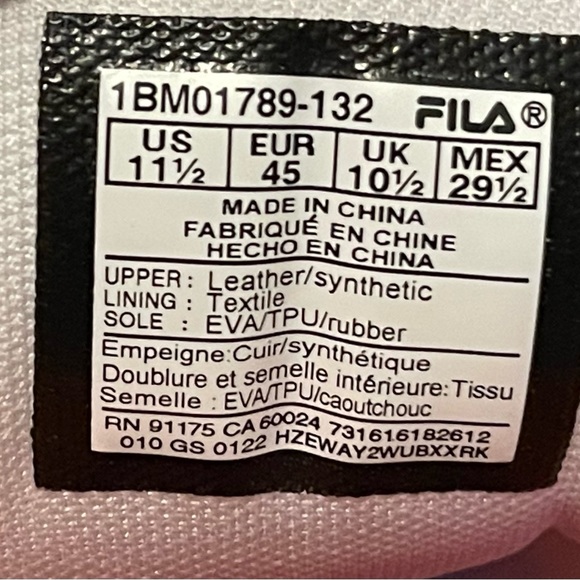 1BM01789-132 FILA®
US EUR UK MEX
11½ 45 10½ 29½
MADE IN CHINA
FABRIQUÉ EN CHINE
HECHO EN CHINA
UPPER : Leather/synthetic
LINING : Textile
SOLE : EVA/TPU/rubber
Empeigne:Cuir/synthétique
Doublure et semelle intérieure:Tissu
Semelle : EVA/TPU/caoutchouc
RN 91175 CA 60024 731616182612
010 GS 0122 HZEWAY2WUBXXRK